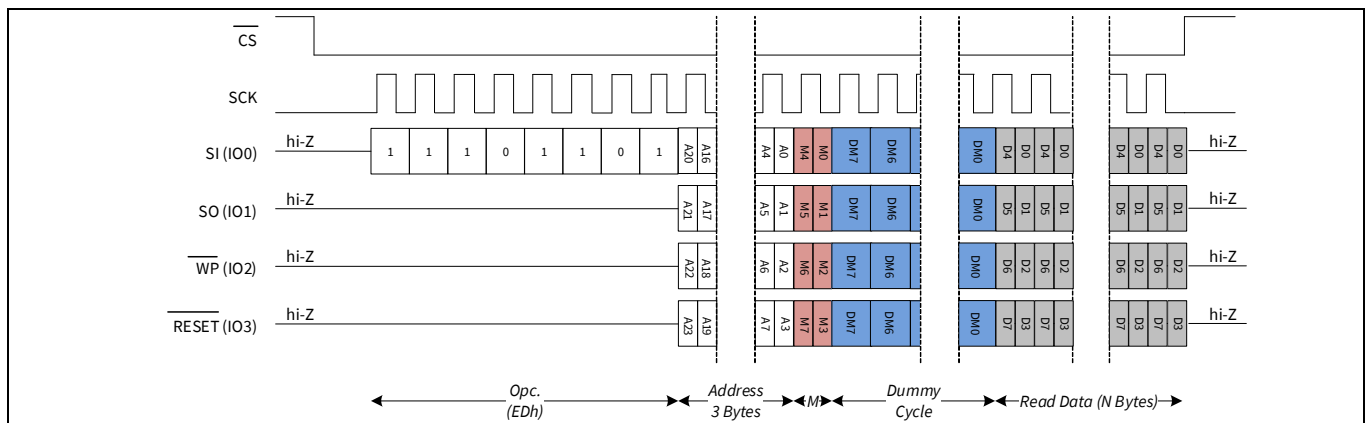 CS
SCK
SI (IO0) hi-Z 1 1 1 0 1 1 0 1 A20 A16 A4 A0 M4 M0 DM7 DM6 DM0 D4 D0 D4 D0 D4 D0 D4 D0 hi-Z
SO (IO1) hi-Z A21 A17 A5 A1 M5 M1 DM7 DM6 DM0 D5 D1 D5 D1 D5 D1 D5 D1 hi-Z
WP (IO2) hi-Z A22 A18 A6 A2 M6 M2 DM7 DM6 DM0 D6 D2 D6 D2 D6 D2 D6 D2 hi-Z
RESET (IO3) hi-Z A23 A19 A7 A3 M7 M3 DM7 DM6 DM0 D7 D3 D7 D3 D7 D3 D7 D3 hi-Z
Opc. Address Dummy
(EDh) 3 Bytes M Cycle Read Data (N Bytes)